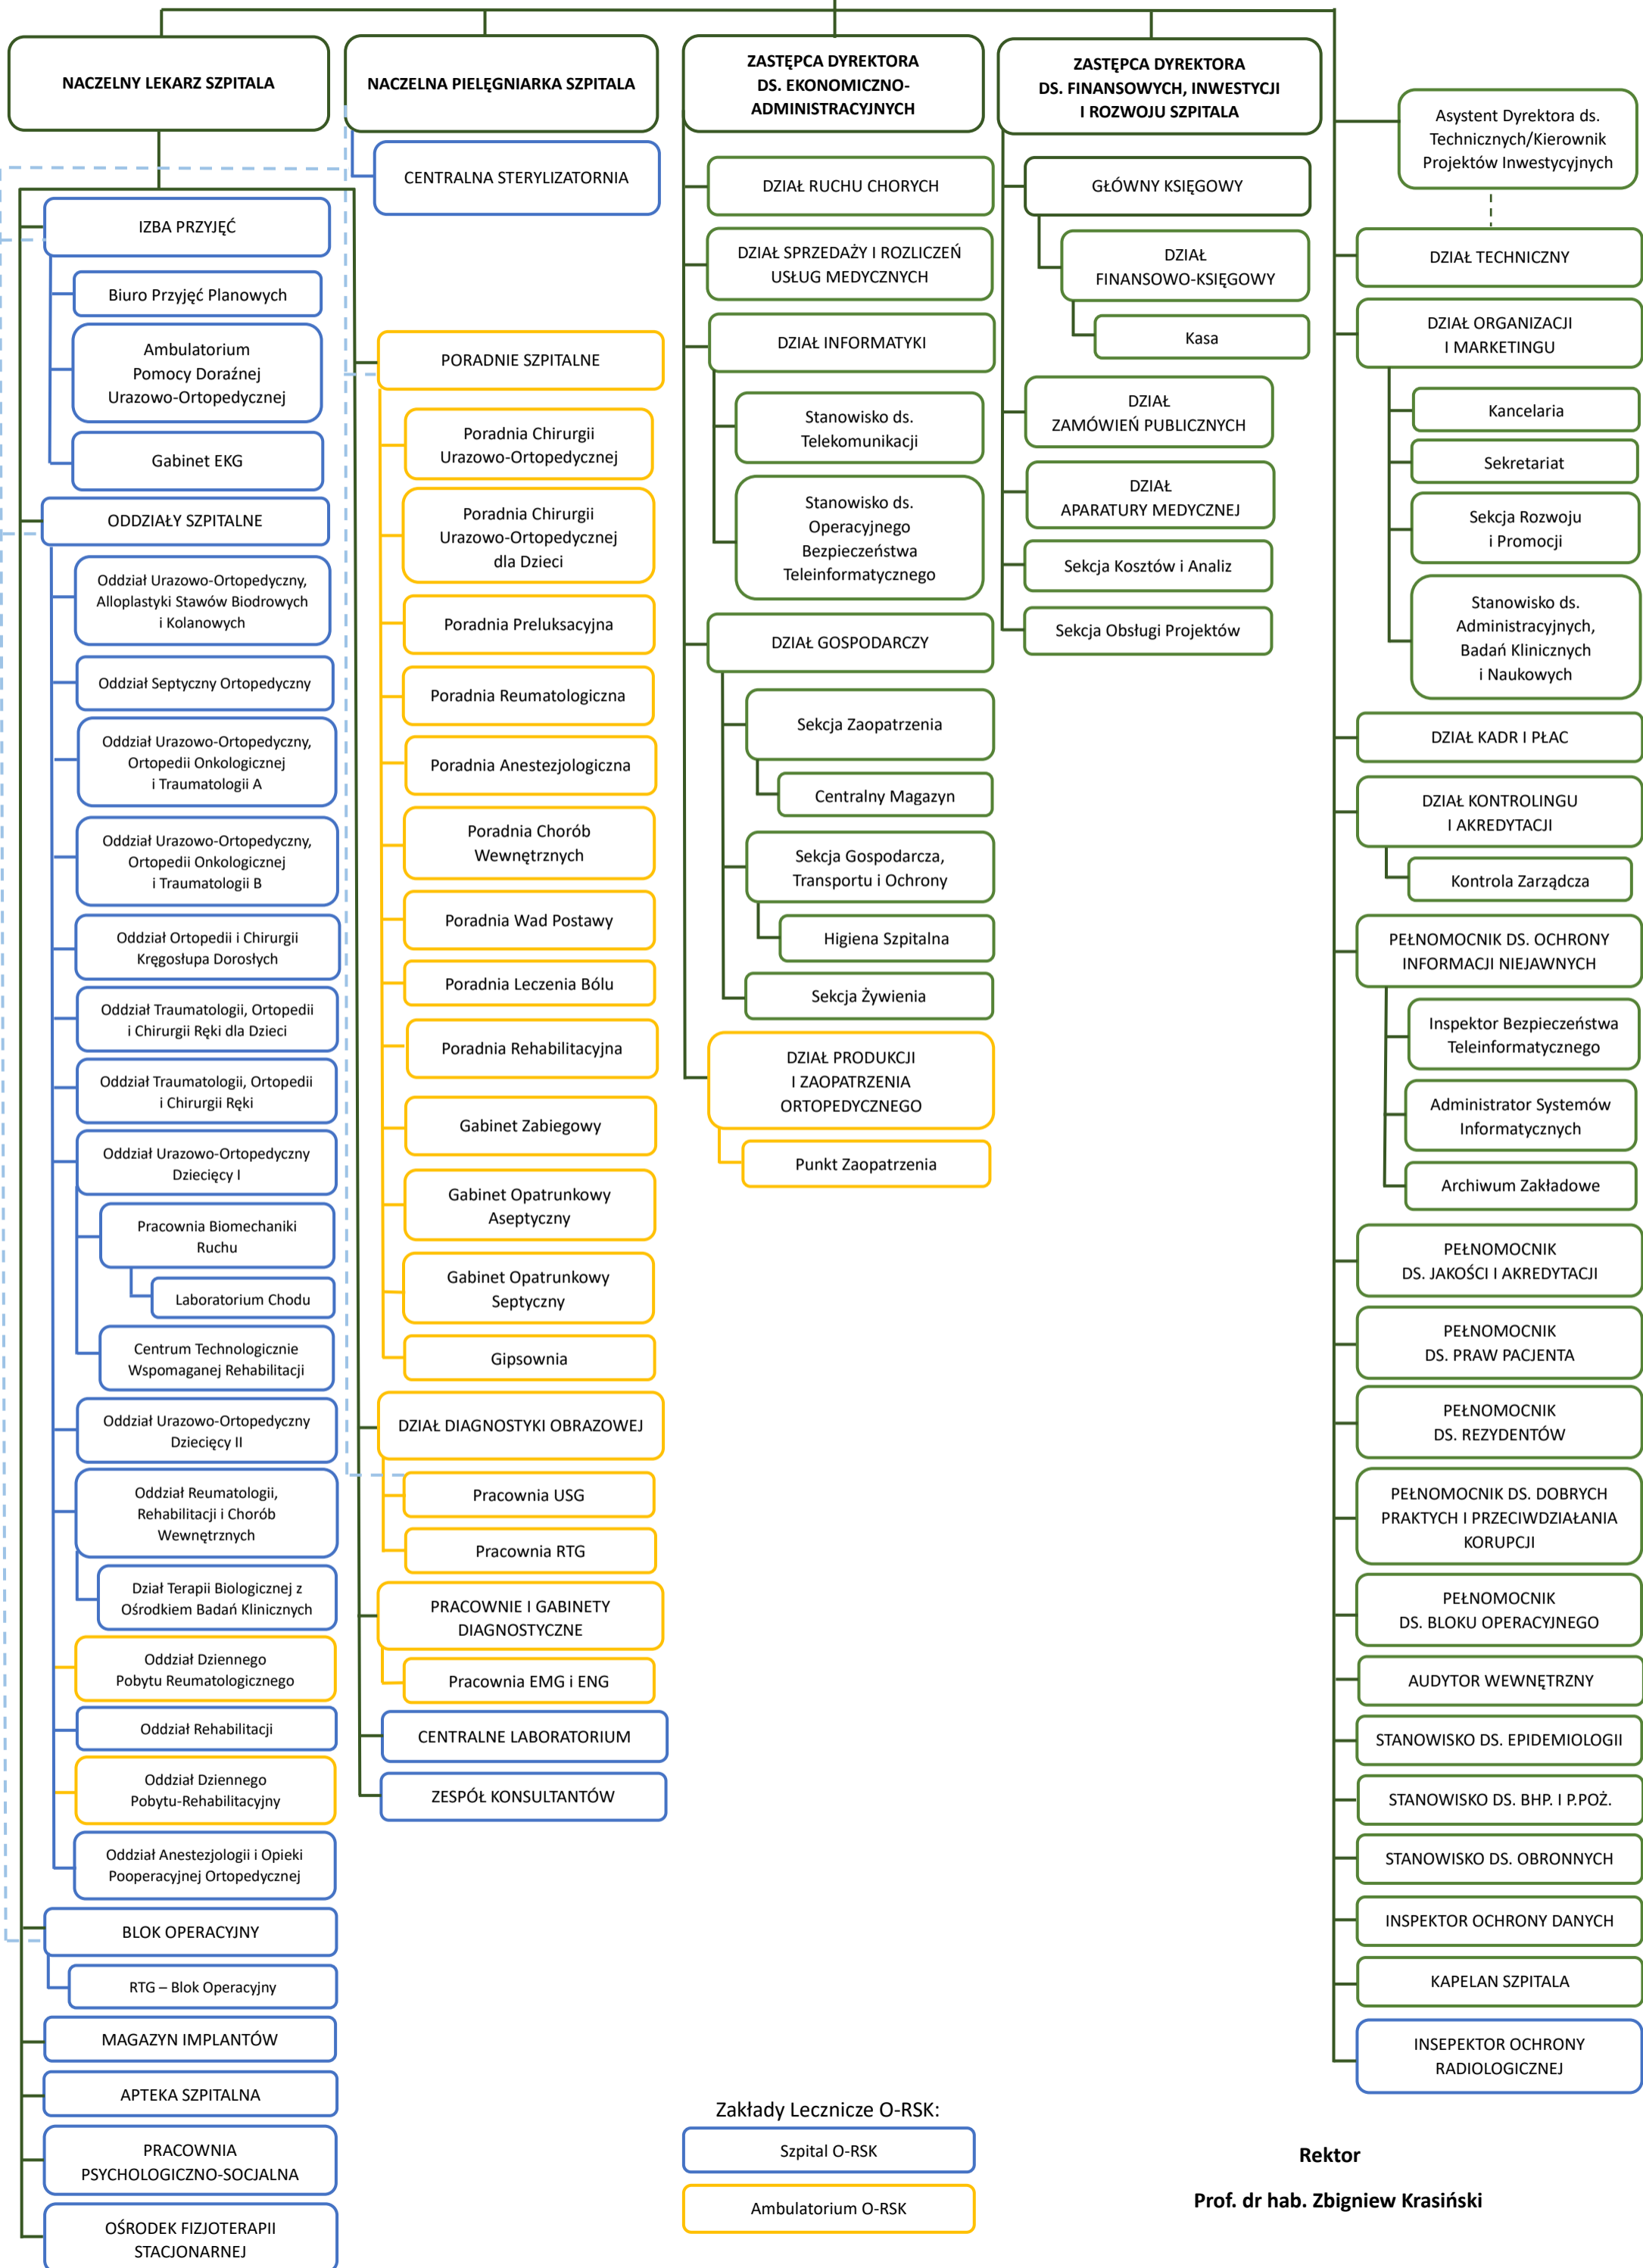 NACZELNY LEKARZ SZPITALA
NACZELNA PIELĘGNIARKA SZPITALA
ZASTĘPCA DYREKTORA
DS. EKONOMICZNO-
ADMINISTRACYJNYCH
ZASTĘPCA DYREKTORA
DS. FINANSOWYCH, INWESTYCJI
I ROZWOJU SZPITALA
IZBA PRZYJĘĆ
Biuro Przyjęć Planowych
Ambulatorium
Pomocy Doraźnej
Urazowo-Ortopedycznej
Gabinet EKG
ODDZIAŁY SZPITALNE
Oddział Urazowo-Ortopedyczny,
Alloplastyki Stawów Biodrowych
i Kolanowych
Oddział Septyczny Ortopedyczny
Oddział Urazowo-Ortopedyczny,
Ortopedii Onkologicznej
i Traumatologii A
Oddział Urazowo-Ortopedyczny,
Ortopedii Onkologicznej
i Traumatologii B
Oddział Ortopedii i Chirurgii
Kręgosłupa Dorosłych
Oddział Traumatologii, Ortopedii
i Chirurgii Ręki dla Dzieci
Oddział Traumatologii, Ortopedii
i Chirurgii Ręki
Oddział Urazowo-Ortopedyczny
Dziecięcy I
Pracownia Biomechaniki
Ruchu
Laboratorium Chodu
Centrum Technologicznie
Wspomaganej Rehabilitacji
Oddział Urazowo-Ortopedyczny
Dziecięcy II
Oddział Reumatologii,
Rehabilitacji i Chorób
Wewnętrznych
Dział Terapii Biologicznej z
Ośrodkiem Badań Klinicznych
Oddział Dziennego
Pobytu Reumatologicznego
Oddział Rehabilitacji
Oddział Dziennego
Pobytu-Rehabilitacyjny
Oddział Anestezjologii i Opieki
Pooperacyjnej Ortopedycznej
BLOK OPERACYJNY
RTG – Blok Operacyjny
MAGAZYN IMPLANTÓW
APTEKA SZPITALNA
PRACOWNIA
PSYCHOLOGICZNO-SOCJALNA
OŚRODEK FIZJOTERAPII
STACJONARNEJ
CENTRALNA STERYLIZATORNIA
PORADNIE SZPITALNE
Poradnia Chirurgii
Urazowo-Ortopedycznej
Poradnia Chirurgii
Urazowo-Ortopedycznej
dla Dzieci
Poradnia Preluksacyjna
Poradnia Reumatologiczna
Poradnia Anestezjologiczna
Poradnia Chorób
Wewnętrznych
Poradnia Wad Postawy
Poradnia Leczenia Bólu
Poradnia Rehabilitacyjna
Gabinet Zabiegowy
Gabinet Opatrunkowy
Aseptyczny
Gabinet Opatrunkowy
Septyczny
Gipsownia
DZIAŁ DIAGNOSTYKI OBRAZOWEJ
Pracownia USG
Pracownia RTG
PRACOWNIE I GABINETY
DIAGNOSTYCZNE
Pracownia EMG i ENG
CENTRALNE LABORATORIUM
ZESPÓŁ KONSULTANTÓW
DZIAŁ RUCHU CHORYCH
DZIAŁ SPRZEDAŻY I ROZLICZEŃ
USŁUG MEDYCZNYCH
DZIAŁ INFORMATYKI
Stanowisko ds.
Telekomunikacji
Stanowisko ds.
Operacyjnego
Bezpieczeństwa
Teleinformatycznego
DZIAŁ GOSPODARCZY
Sekcja Zaopatrzenia
Centralny Magazyn
Sekcja Gospodarcza,
Transportu i Ochrony
Higiena Szpitalna
Sekcja Żywienia
DZIAŁ PRODUKCJI
I ZAOPATRZENIA
ORTOPEDYCZNEGO
Punkt Zaopatrzenia
GŁÓWNY KSIĘGOWY
DZIAŁ
FINANSOWO-KSIĘGOWY
Kasa
DZIAŁ
ZAMÓWIEŃ PUBLICZNYCH
DZIAŁ
APARATURY MEDYCZNEJ
Sekcja Kosztów i Analiz
Sekcja Obsługi Projektów
Asystent Dyrektora ds.
Technicznych/Kierownik
Projektów Inwestycyjnych
DZIAŁ TECHNICZNY
DZIAŁ ORGANIZACJI
I MARKETINGU
Kancelaria
Sekretariat
Sekcja Rozwoju
i Promocji
Stanowisko ds.
Administracyjnych,
Badań Klinicznych
i Naukowych
DZIAŁ KADR I PŁAC
DZIAŁ KONTROLINGU
I AKREDYTACJI
Kontrola Zarządcza
PEŁNOMOCNIK DS. OCHRONY
INFORMACJI NIEJAWNYCH
Inspektor Bezpieczeństwa
Teleinformatycznego
Administrator Systemów
Informatycznych
Archiwum Zakładowe
PEŁNOMOCNIK
DS. JAKOŚCI I AKREDYTACJI
PEŁNOMOCNIK
DS. PRAW PACJENTA
PEŁNOMOCNIK
DS. REZYDENTÓW
PEŁNOMOCNIK DS. DOBRYCH
PRAKTYCH I PRZECIWDZIAŁANIA
KORUPCJI
PEŁNOMOCNIK
DS. BLOKU OPERACYJNEGO
AUDYTOR WEWNĘTRZNY
STANOWISKO DS. EPIDEMIOLOGII
STANOWISKO DS. BHP. I P.POŻ.
STANOWISKO DS. OBRONNYCH
INSPEKTOR OCHRONY DANYCH
KAPELAN SZPITALA
INSEPEKTOR OCHRONY
RADIOLOGICZNEJ
Zakłady Lecznicze O-RSK:
Szpital O-RSK
Ambulatorium O-RSK
Rektor
Prof. dr hab. Zbigniew Krasiński